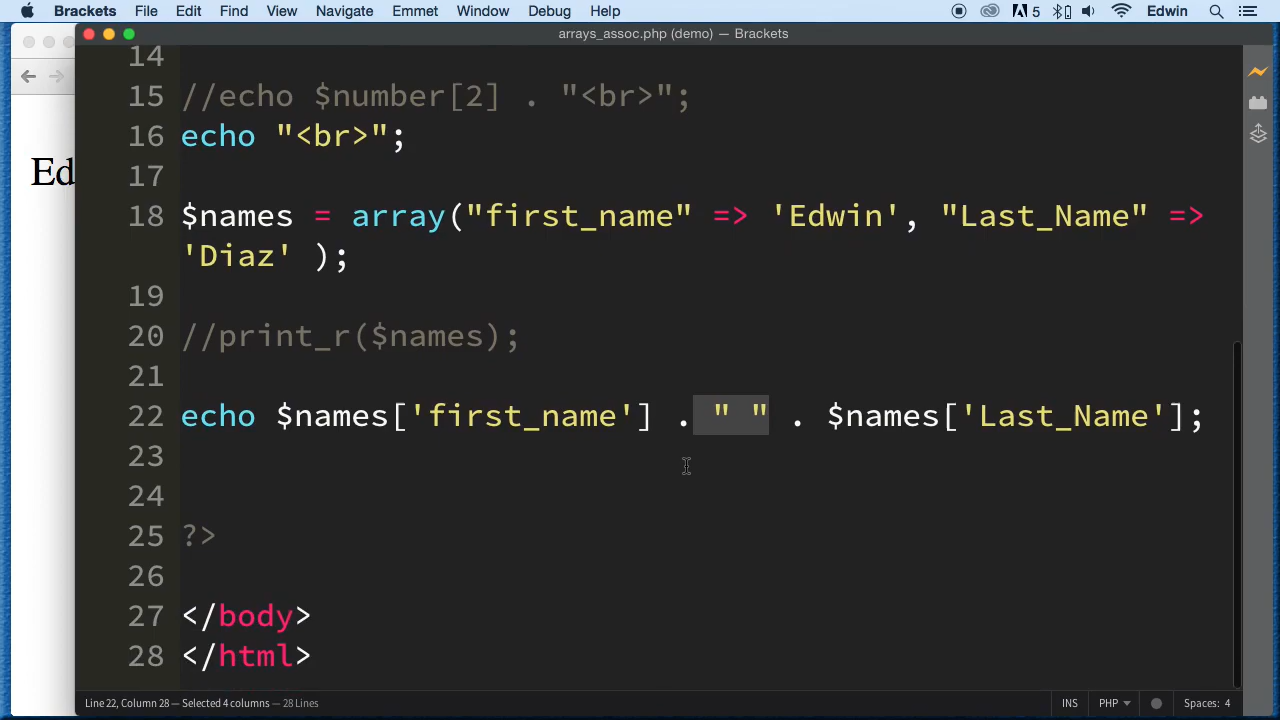 Brackets File Edit Find View Navigate Emmet Window Debug Help 5 Edwin
arrays_assoc.php (demo) — Brackets
14
15 //echo $number[2] . "<br>";
16 echo "<br>";
17
18 $names = array("first_name" => 'Edwin', "Last_Name" =>
'Diaz' );
19
20 //print_r($names);
21
22 echo $names['first_name'] . " " . $names['Last_Name'];
23
24
25 ?>
26
27 </body>
28 </html>
Ed
Line 22, Column 28 — Selected 4 columns — 28 Lines INS PHP Spaces: 4